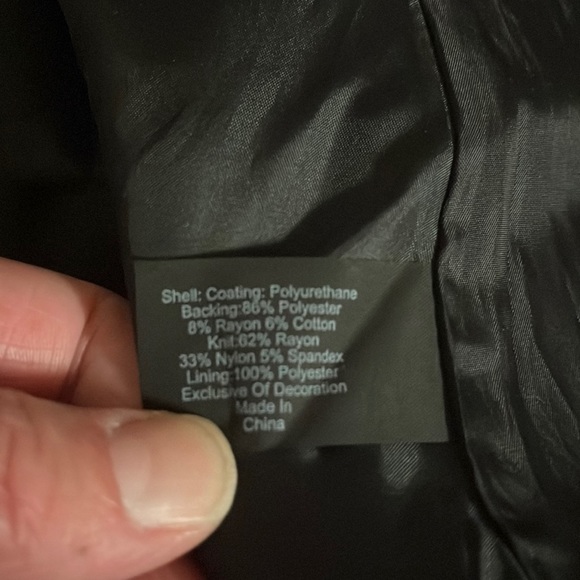 Shell: Coating: Polyurethane
Backing:86% Polyester
8% Rayon 6% Cotton
Knit:62% Rayon
33% Nylon 5% Spandex
Lining:100% Polyester
Exclusive Of Decoration
Made In
China